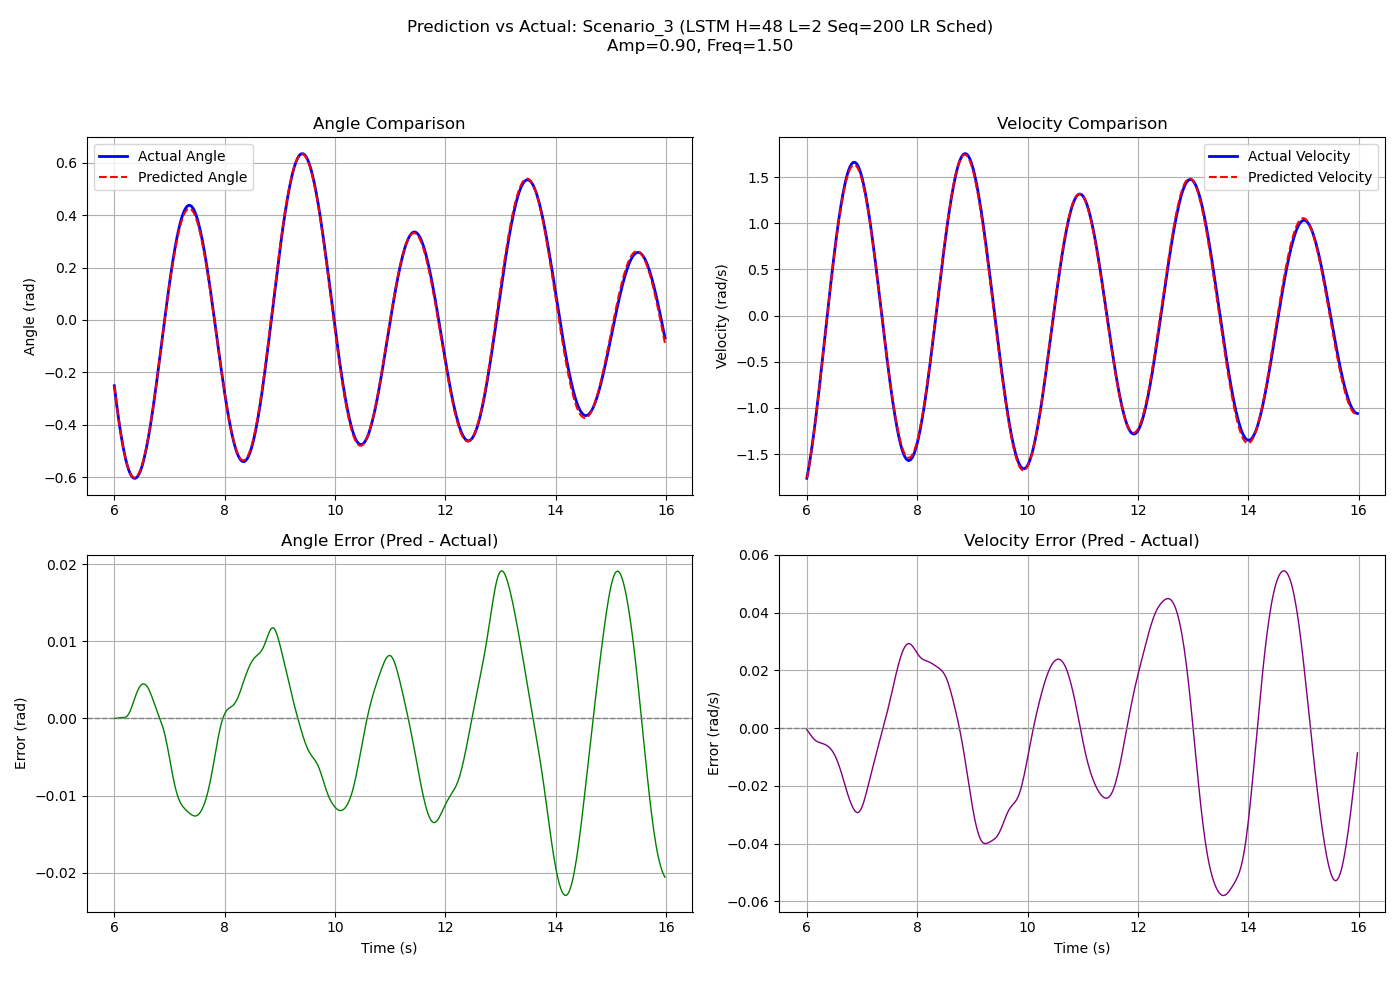 Prediction vs Actual: Scenario_3 (LSTM H=48 L=2 Seq=200 LR Sched)
Amp=0.90, Freq=1.50
Angle Comparison
Actual Angle
Predicted Angle
Angle (rad)
0.6
0.4
0.2
0.0
−0.2
−0.4
−0.6
6 8 10 12 14 16
Velocity Comparison
Actual Velocity
Predicted Velocity
Velocity (rad/s)
1.5
1.0
0.5
0.0
−0.5
−1.0
−1.5
6 8 10 12 14 16
Angle Error (Pred - Actual)
Error (rad)
0.02
0.01
0.00
−0.01
−0.02
6 8 10 12 14 16
Time (s)
Velocity Error (Pred - Actual)
Error (rad/s)
0.06
0.04
0.02
0.00
−0.02
−0.04
−0.06
6 8 10 12 14 16
Time (s)